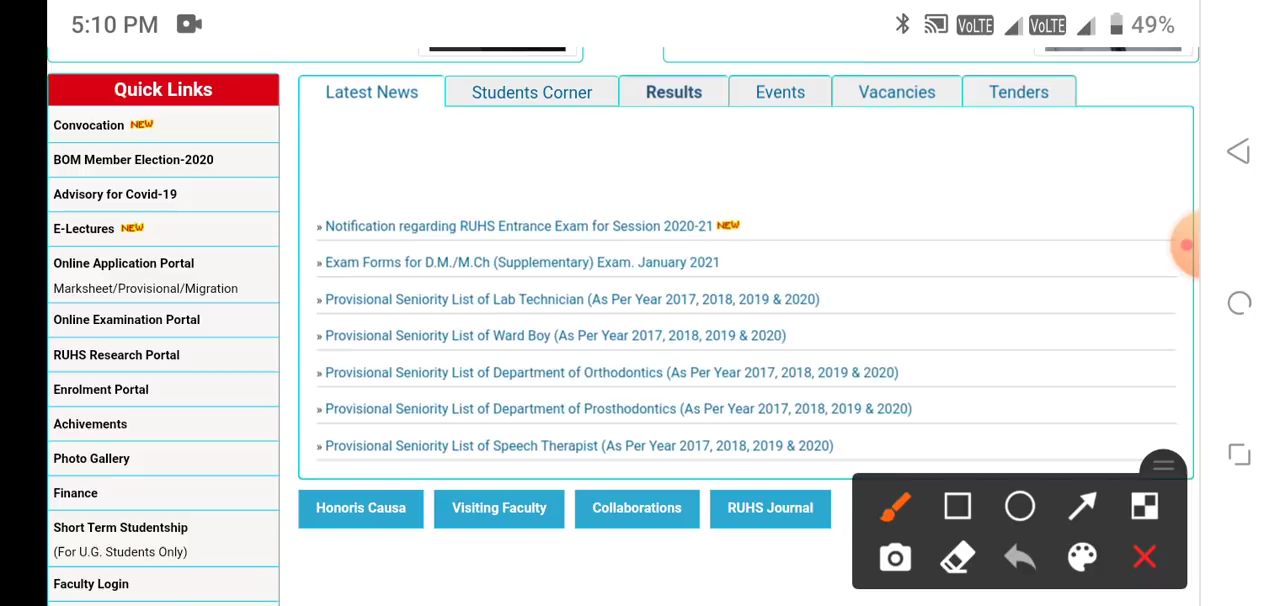 5:10 PM
VoLTE VoLTE 49%
Quick Links
Convocation NEW
BOM Member Election-2020
Advisory for Covid-19
E-Lectures NEW
Online Application Portal
Marksheet/Provisional/Migration
Online Examination Portal
RUHS Research Portal
Enrolment Portal
Achivements
Photo Gallery
Finance
Short Term Studentship
(For U.G. Students Only)
Faculty Login
Latest News Students Corner Results Events Vacancies Tenders
» Notification regarding RUHS Entrance Exam for Session 2020-21 NEW
» Exam Forms for D.M./M.Ch (Supplementary) Exam. January 2021
» Provisional Seniority List of Lab Technician (As Per Year 2017, 2018, 2019 & 2020)
» Provisional Seniority List of Ward Boy (As Per Year 2017, 2018, 2019 & 2020)
» Provisional Seniority List of Department of Orthodontics (As Per Year 2017, 2018, 2019 & 2020)
» Provisional Seniority List of Department of Prosthodontics (As Per Year 2017, 2018, 2019 & 2020)
» Provisional Seniority List of Speech Therapist (As Per Year 2017, 2018, 2019 & 2020)
Honoris Causa Visiting Faculty Collaborations RUHS Journal